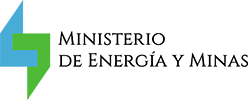 Ministerio
de Energía y Minas